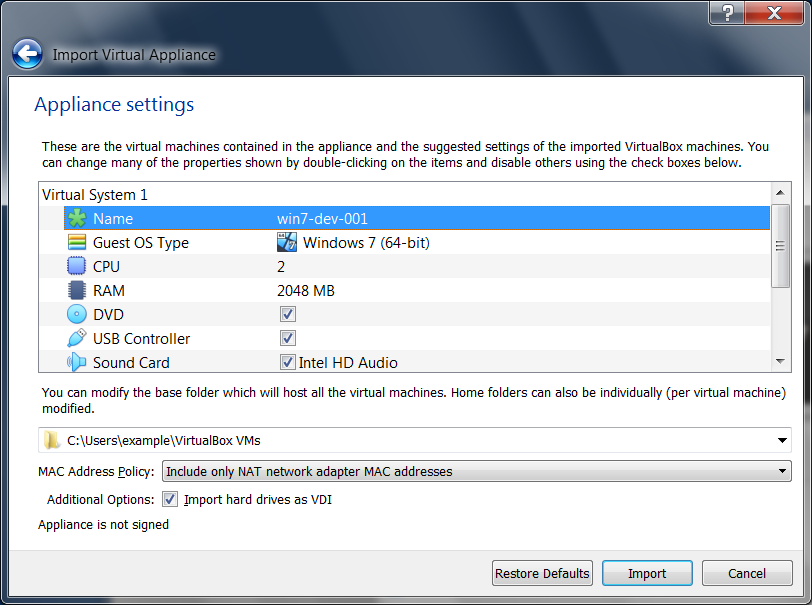 Import Virtual Appliance
Appliance settings
These are the virtual machines contained in the appliance and the suggested settings of the imported VirtualBox machines. You
can change many of the properties shown by double-clicking on the items and disable others using the check boxes below.
Virtual System 1
Name win7-dev-001
Guest OS Type Windows 7 (64-bit)
CPU 2
RAM 2048 MB
DVD
USB Controller
Sound Card Intel HD Audio
You can modify the base folder which will host all the virtual machines. Home folders can also be individually (per virtual machine)
modified.
C:\Users\example\VirtualBox VMs
MAC Address Policy: Include only NAT network adapter MAC addresses
Additional Options: Import hard drives as VDI
Appliance is not signed
Restore Defaults Import Cancel